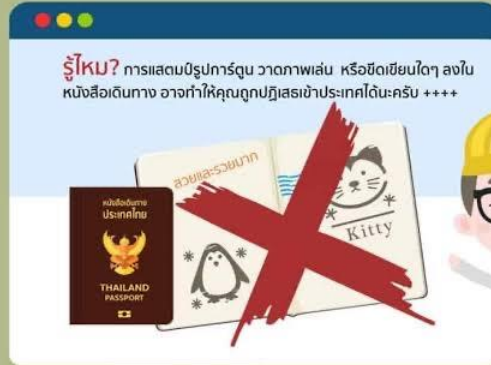 รู้ไหม? การแสตมป์รูปการ์ตูน วาดภาพเล่น หรือขีดเขียนใดๆ ลงใน
หนังสือเดินทาง อาจทำให้คุณถูกปฏิเสธเข้าประเทศได้นะครับ ++++
สวยและรวยมาก
Kitty
หนังสือเดินทาง
ประเทศไทย
THAILAND
PASSPORT